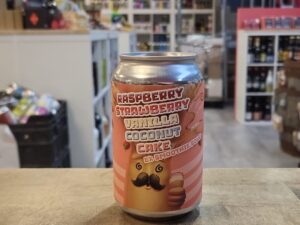 RASPBERRY
STRAWBERRY
VANILLA
COCONUT
CAKE